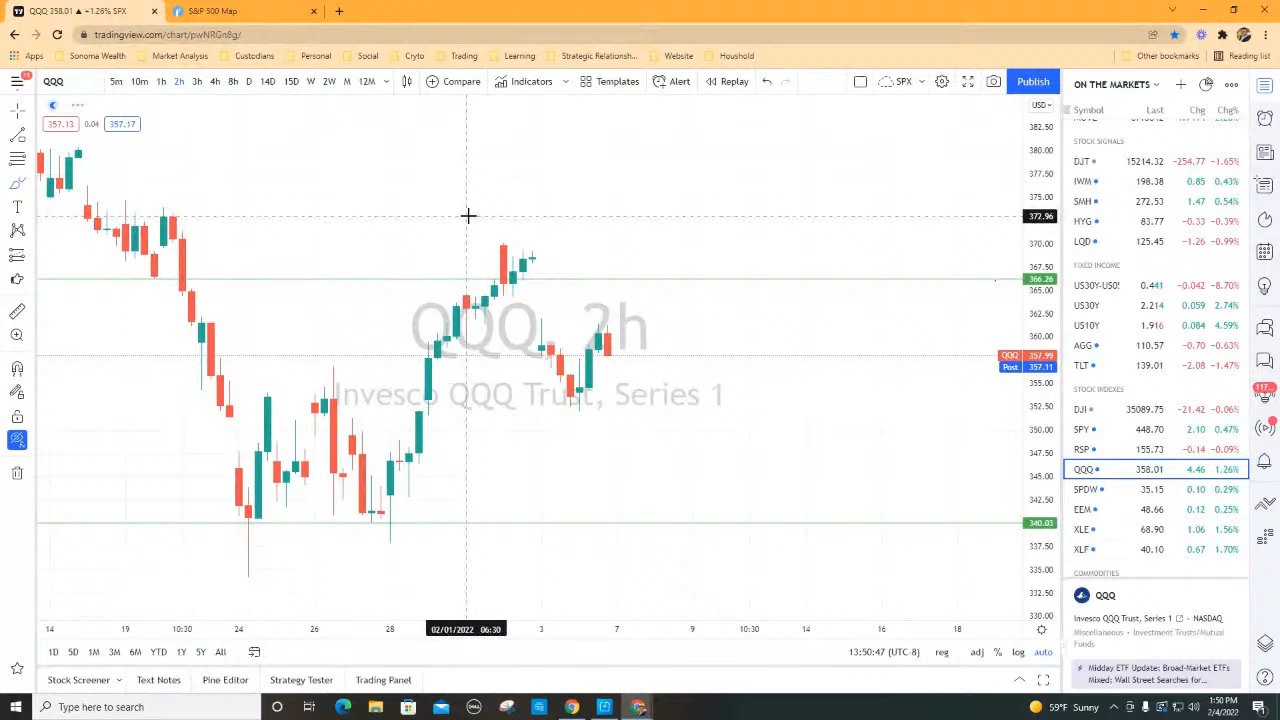 QQQ 358.01 ▲ +1.26% SPX
S&P 500 Map
tradingview.com/chart/pwNRGn8g/
Apps Sonoma Wealth Market Analysis Custodians Personal Social Cryto Trading Learning Strategic Relationshi... Website Houshold Other bookmarks Reading list
QQQ 5m 10m 1h 2h 3h 4h 8h D 14D 15D W 2W M 12M Compare Indicators Templates Alert Replay SPX Publish
357.13 0.04 357.17
USD
382.50
380.00
377.50
375.00
372.96
370.00
367.50
366.26
365.00
362.50
360.00
QQQ 357.99
Post 357.11
355.00
352.50
350.00
347.50
345.00
342.50
340.03
337.50
335.00
332.50
330.00
QQQ, 2h
Invesco QQQ Trust, Series 1
14 19 10:30 24 26 28 02/01/2022 06:30 3 7 9 10:30 14 16 18
1D 5D 1M 3M 6M YTD 1Y 5Y All 13:50:47 (UTC-8) reg adj % log auto
Stock Screener Text Notes Pine Editor Strategy Tester Trading Panel
ON THE MARKETS
Symbol Last Chg Chg%
STOCK SIGNALS
DJT 15214.32 -254.77 -1.65%
IWM 198.38 0.85 0.43%
SMH 272.53 1.47 0.54%
HYG 83.77 -0.33 -0.39%
LQD 125.45 -1.26 -0.99%
FIXED INCOME
US30Y-US0! 0.441 -0.042 -8.70%
US30Y 2.214 0.059 2.74%
US10Y 1.916 0.084 4.59%
AGG 110.57 -0.70 -0.63%
TLT 139.01 -2.08 -1.47%
STOCK INDEXES
DJI 35089.75 -21.42 -0.06%
SPY 448.70 2.10 0.47%
RSP 155.73 -0.14 -0.09%
QQQ 358.01 4.46 1.26%
SPDW 35.15 0.10 0.29%
EEM 48.66 0.12 0.25%
XLE 68.90 1.06 1.56%
XLF 40.10 0.67 1.70%
COMMODITIES
QQQ
Invesco QQQ Trust, Series 1 • NASDAQ
Miscellaneous • Investment Trusts/Mutual
Funds
Midday ETF Update: Broad-Market ETFs
Mixed; Wall Street Searches for...
Type here to search
59°F Sunny
1:50 PM
2/4/2022